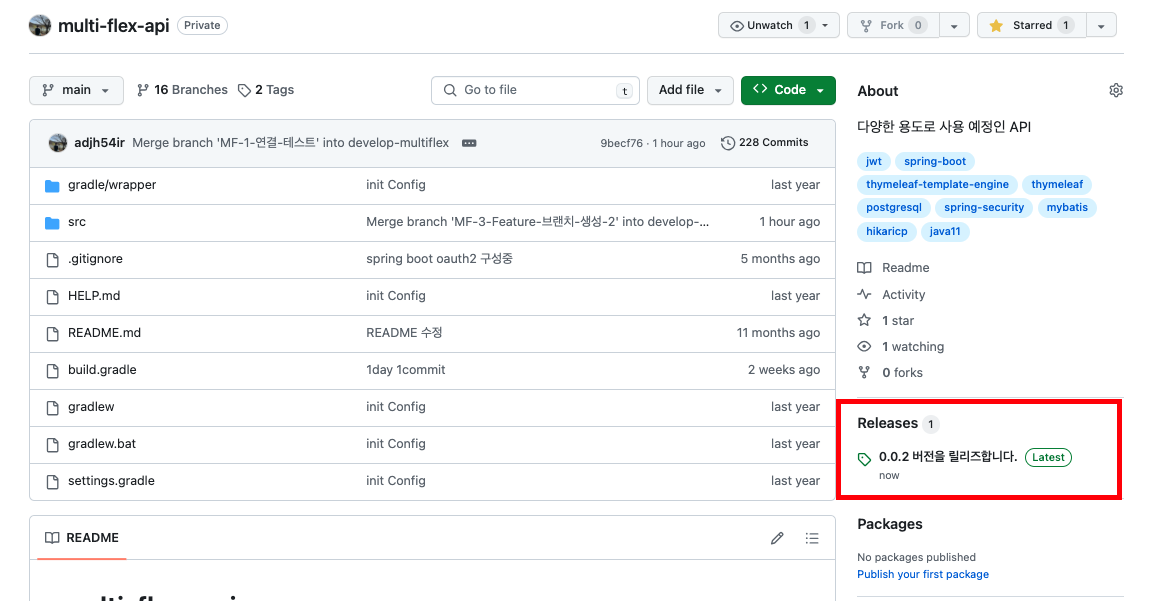 multi-flex-api Private Unwatch 1 Fork 0 Starred 1
main 16 Branches 2 Tags Go to file t Add file Code
adjh54ir Merge branch 'MF-1-연결-테스트' into develop-multiflex 9becf76 · 1 hour ago 228 Commits
gradle/wrapper init Config last year
src Merge branch 'MF-3-Feature-브랜치-생성-2' into develop-... 1 hour ago
.gitignore spring boot oauth2 구성중 5 months ago
HELP.md init Config last year
README.md README 수정 11 months ago
build.gradle 1day 1commit 2 weeks ago
gradlew init Config last year
gradlew.bat init Config last year
settings.gradle init Config last year
README
About
다양한 용도로 사용 예정인 API
jwt spring-boot
thymeleaf-template-engine thymeleaf
postgresql spring-security mybatis
hikaricp java11
Readme
Activity
1 star
1 watching
0 forks
Releases 1
0.0.2 버전을 릴리즈합니다. Latest
now
Packages
No packages published
Publish your first package